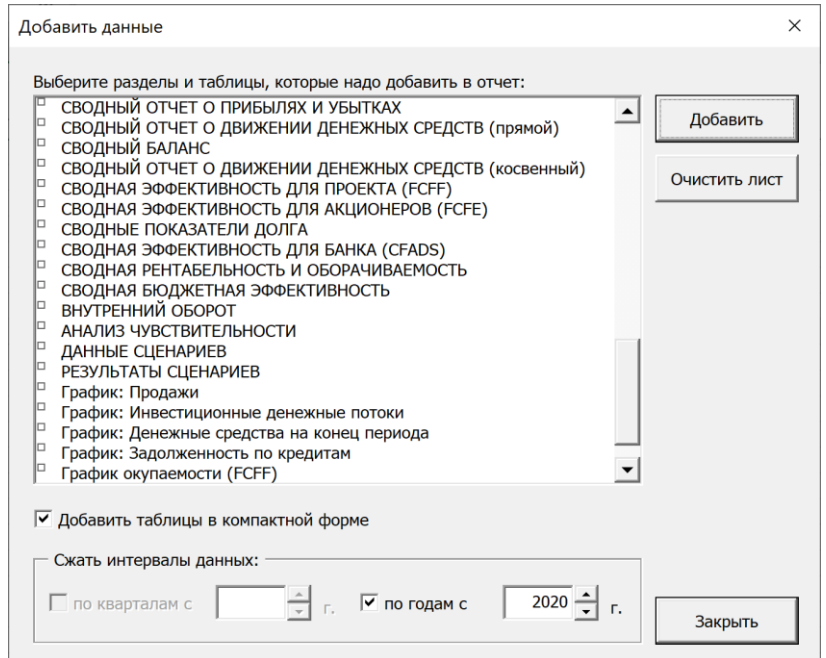 Добавить данные
Выберите разделы и таблицы, которые надо добавить в отчет:
СВОДНЫЙ ОТЧЕТ О ПРИБЫЛЯХ И УБЫТКАХ
СВОДНЫЙ ОТЧЕТ О ДВИЖЕНИИ ДЕНЕЖНЫХ СРЕДСТВ (прямой)
СВОДНЫЙ БАЛАНС
СВОДНЫЙ ОТЧЕТ О ДВИЖЕНИИ ДЕНЕЖНЫХ СРЕДСТВ (косвенный)
СВОДНАЯ ЭФФЕКТИВНОСТЬ ДЛЯ ПРОЕКТА (FCFF)
СВОДНАЯ ЭФФЕКТИВНОСТЬ ДЛЯ АКЦИОНЕРОВ (FCFE)
СВОДНЫЕ ПОКАЗАТЕЛИ ДОЛГА
СВОДНАЯ ЭФФЕКТИВНОСТЬ ДЛЯ БАНКА (CFADS)
СВОДНАЯ РЕНТАБЕЛЬНОСТЬ И ОБОРАЧИВАЕМОСТЬ
СВОДНАЯ БЮДЖЕТНАЯ ЭФФЕКТИВНОСТЬ
ВНУТРЕННИЙ ОБОРОТ
АНАЛИЗ ЧУВСТВИТЕЛЬНОСТИ
ДАННЫЕ СЦЕНАРИЕВ
РЕЗУЛЬТАТЫ СЦЕНАРИЕВ
График: Продажи
График: Инвестиционные денежные потоки
График: Денежные средства на конец периода
График: Задолженность по кредитам
График окупаемости (FCFF)
Добавить
Очистить лист
Добавить таблицы в компактной форме
Сжать интервалы данных:
по кварталам с г. по годам с 2020 г.
Закрыть